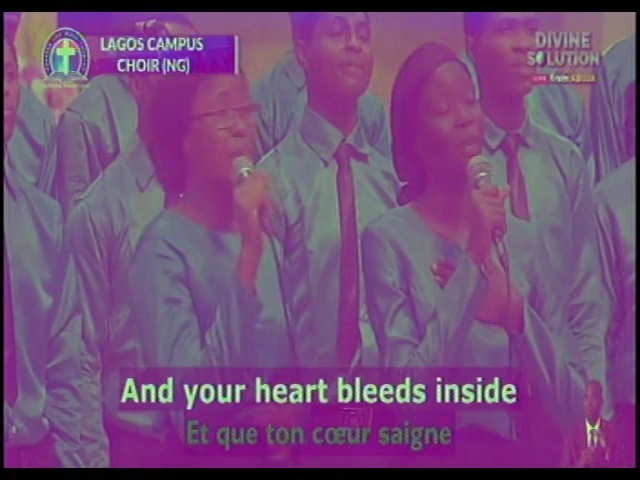 LAGOS CAMPUS
CHOIR (NG)
DIVINE
SOLUTION
And your heart bleeds inside
Et que ton cœur saigne